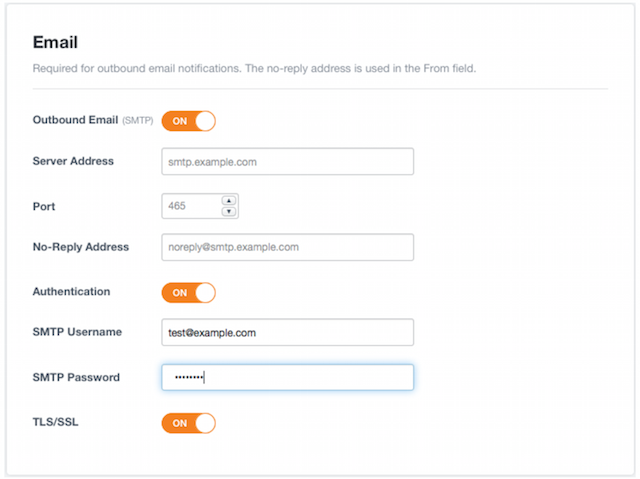 Email
Required for outbound email notifications. The no-reply address is used in the From field.
Outbound Email (SMTP) ON
Server Address smtp.example.com
Port 465
No-Reply Address noreply@smtp.example.com
Authentication ON
SMTP Username test@example.com
SMTP Password ••••••••
TLS/SSL ON